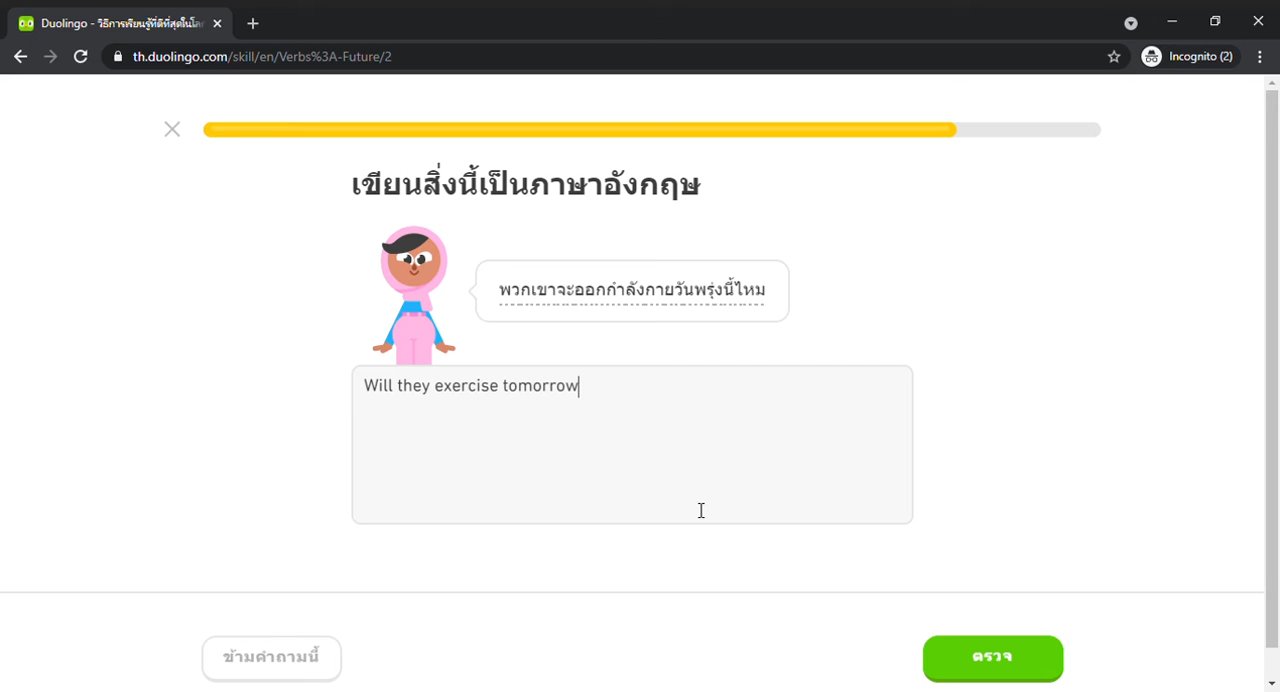 Duolingo - วิธีการเรียนรู้ที่ดีที่สุดในโล
th.duolingo.com/skill/en/Verbs%3A-Future/2
Incognito (2)
เขียนสิ่งนี้เป็นภาษาอังกฤษ
พวกเขาจะออกกำลังกายวันพรุ่งนี้ไหม
Will they exercise tomorrow
ข้ามคำถามนี้
ตรวจ